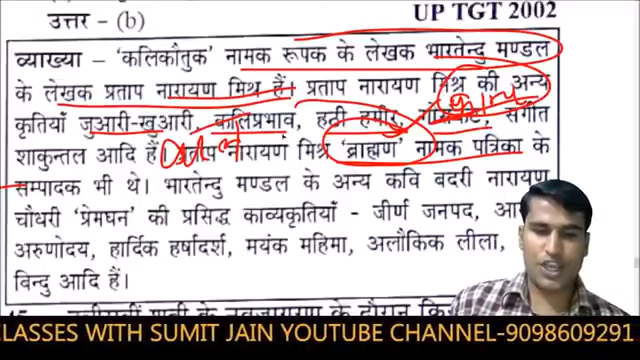 उत्तर – (b)
UP TGT 2002
व्याख्या – ‘कलिकौतुक’ नामक रूपक के लेखक भारतेन्दु मण्डल
के लेखक प्रताप नारायण मिश्र हैं। प्रताप नारायण मिश्र की अन्य
कृतियाँ जुआरी-खुआरी, कलिप्रभाव, हठी हमीर, संगीत
शाकुन्तल आदि हैं। प्रताप नारायण मिश्र ‘ब्राह्मण’ नामक पत्रिका के
सम्पादक भी थे। भारतेन्दु मण्डल के अन्य कवि बदरी नारायण
चौधरी ‘प्रेमघन’ की प्रसिद्ध काव्यकृतियाँ - जीर्ण जनपद,
अरुणोदय, हार्दिक हर्षादर्श, मयंक महिमा, अलौकिक लीला,
विन्दु आदि हैं।
के दौरान
CLASSES WITH SUMIT JAIN YOUTUBE CHANNEL-9098609291